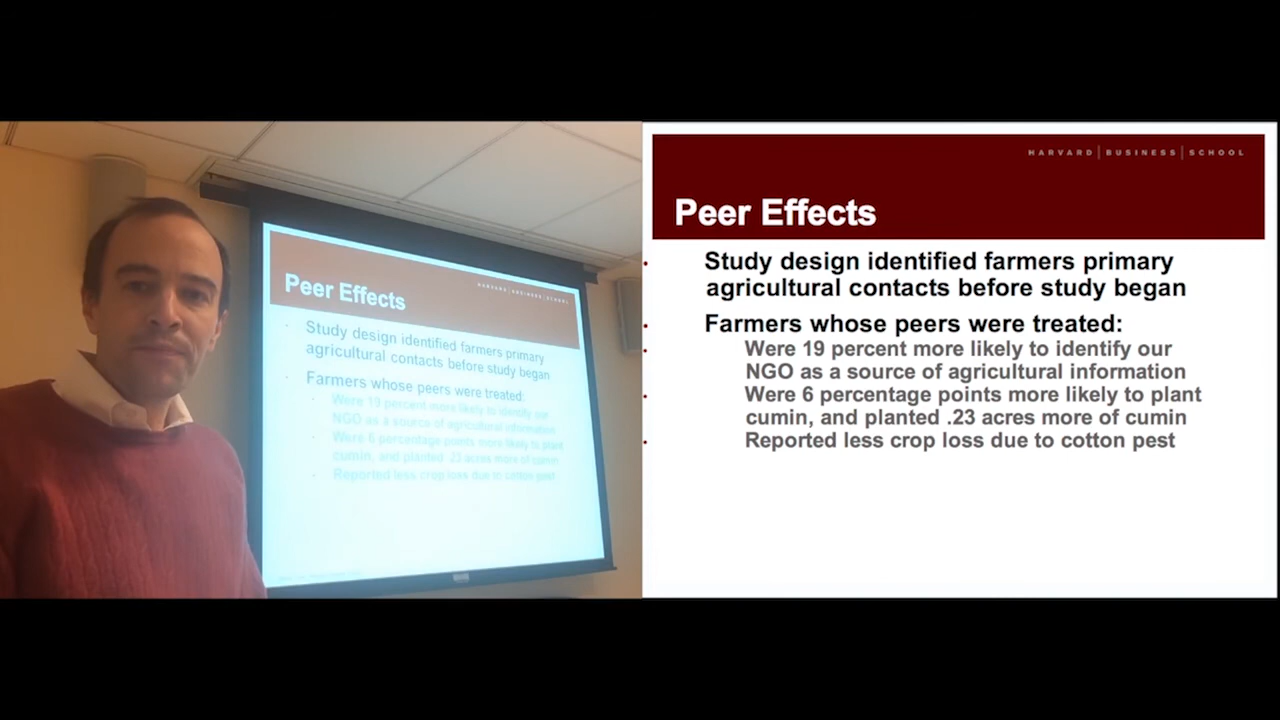 Peer Effects
HARVARD BUSINESS SCHOOL
Study design identified farmers primary
agricultural contacts before study began
Farmers whose peers were treated:
Were 19 percent more likely to identify our
NGO as a source of agricultural information
Were 6 percentage points more likely to plant
cumin, and planted .23 acres more of cumin
Reported less crop loss due to cotton pest
HARVARD | BUSINESS | SCHOOL
Peer Effects
Study design identified farmers primary
agricultural contacts before study began
Farmers whose peers were treated:
Were 19 percent more likely to identify our
NGO as a source of agricultural information
Were 6 percentage points more likely to plant
cumin, and planted .23 acres more of cumin
Reported less crop loss due to cotton pest